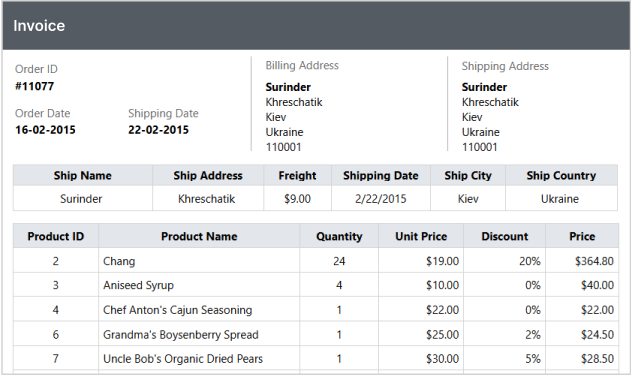 Invoice
Order ID
#11077
Order Date Shipping Date
16-02-2015 22-02-2015
Billing Address
Surinder
Khreschatik
Kiev
Ukraine
110001
Shipping Address
Surinder
Khreschatik
Kiev
Ukraine
110001
Ship Name Ship Address Freight Shipping Date Ship City Ship Country
Surinder Khreschatik $9.00 2/22/2015 Kiev Ukraine
Product ID Product Name Quantity Unit Price Discount Price
2 Chang 24 $19.00 20% $364.80
3 Aniseed Syrup 4 $10.00 0% $40.00
4 Chef Anton's Cajun Seasoning 1 $22.00 0% $22.00
6 Grandma's Boysenberry Spread 1 $25.00 2% $24.50
7 Uncle Bob's Organic Dried Pears 1 $30.00 5% $28.50